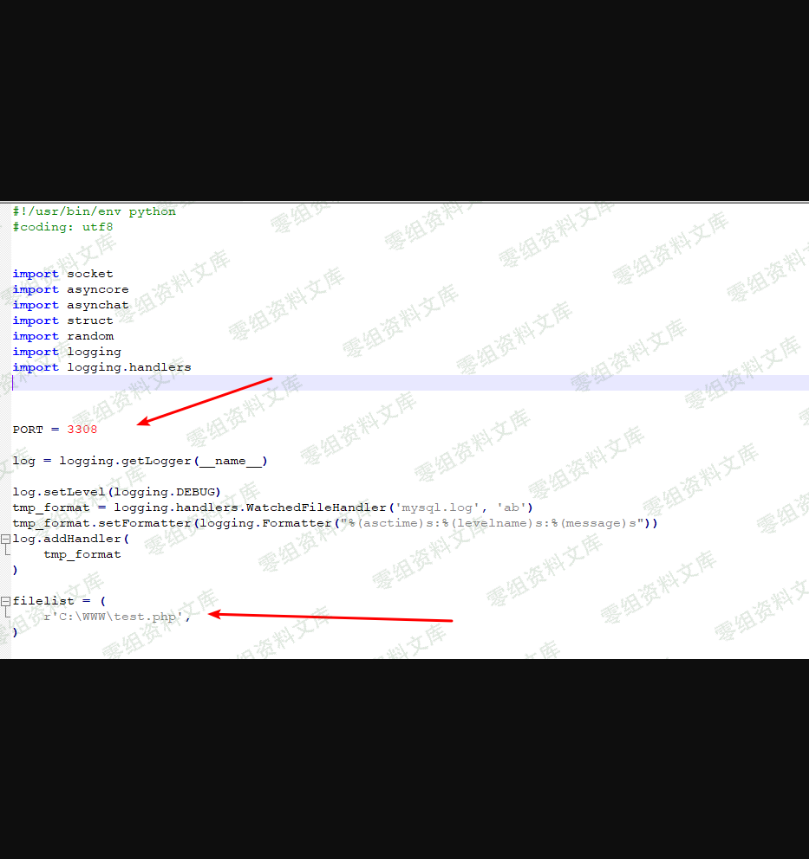 #!/usr/bin/env python
#coding: utf8
import socket
import asyncore
import asynchat
import struct
import random
import logging
import logging.handlers
PORT = 3308
log = logging.getLogger(__name__)
log.setLevel(logging.DEBUG)
tmp_format = logging.handlers.WatchedFileHandler('mysql.log', 'ab')
tmp_format.setFormatter(logging.Formatter("%(asctime)s:%(levelname)s:%(message)s"))
log.addHandler(
tmp_format
)
filelist = (
r'C:\WWW\test.php',
)
零组资料文库